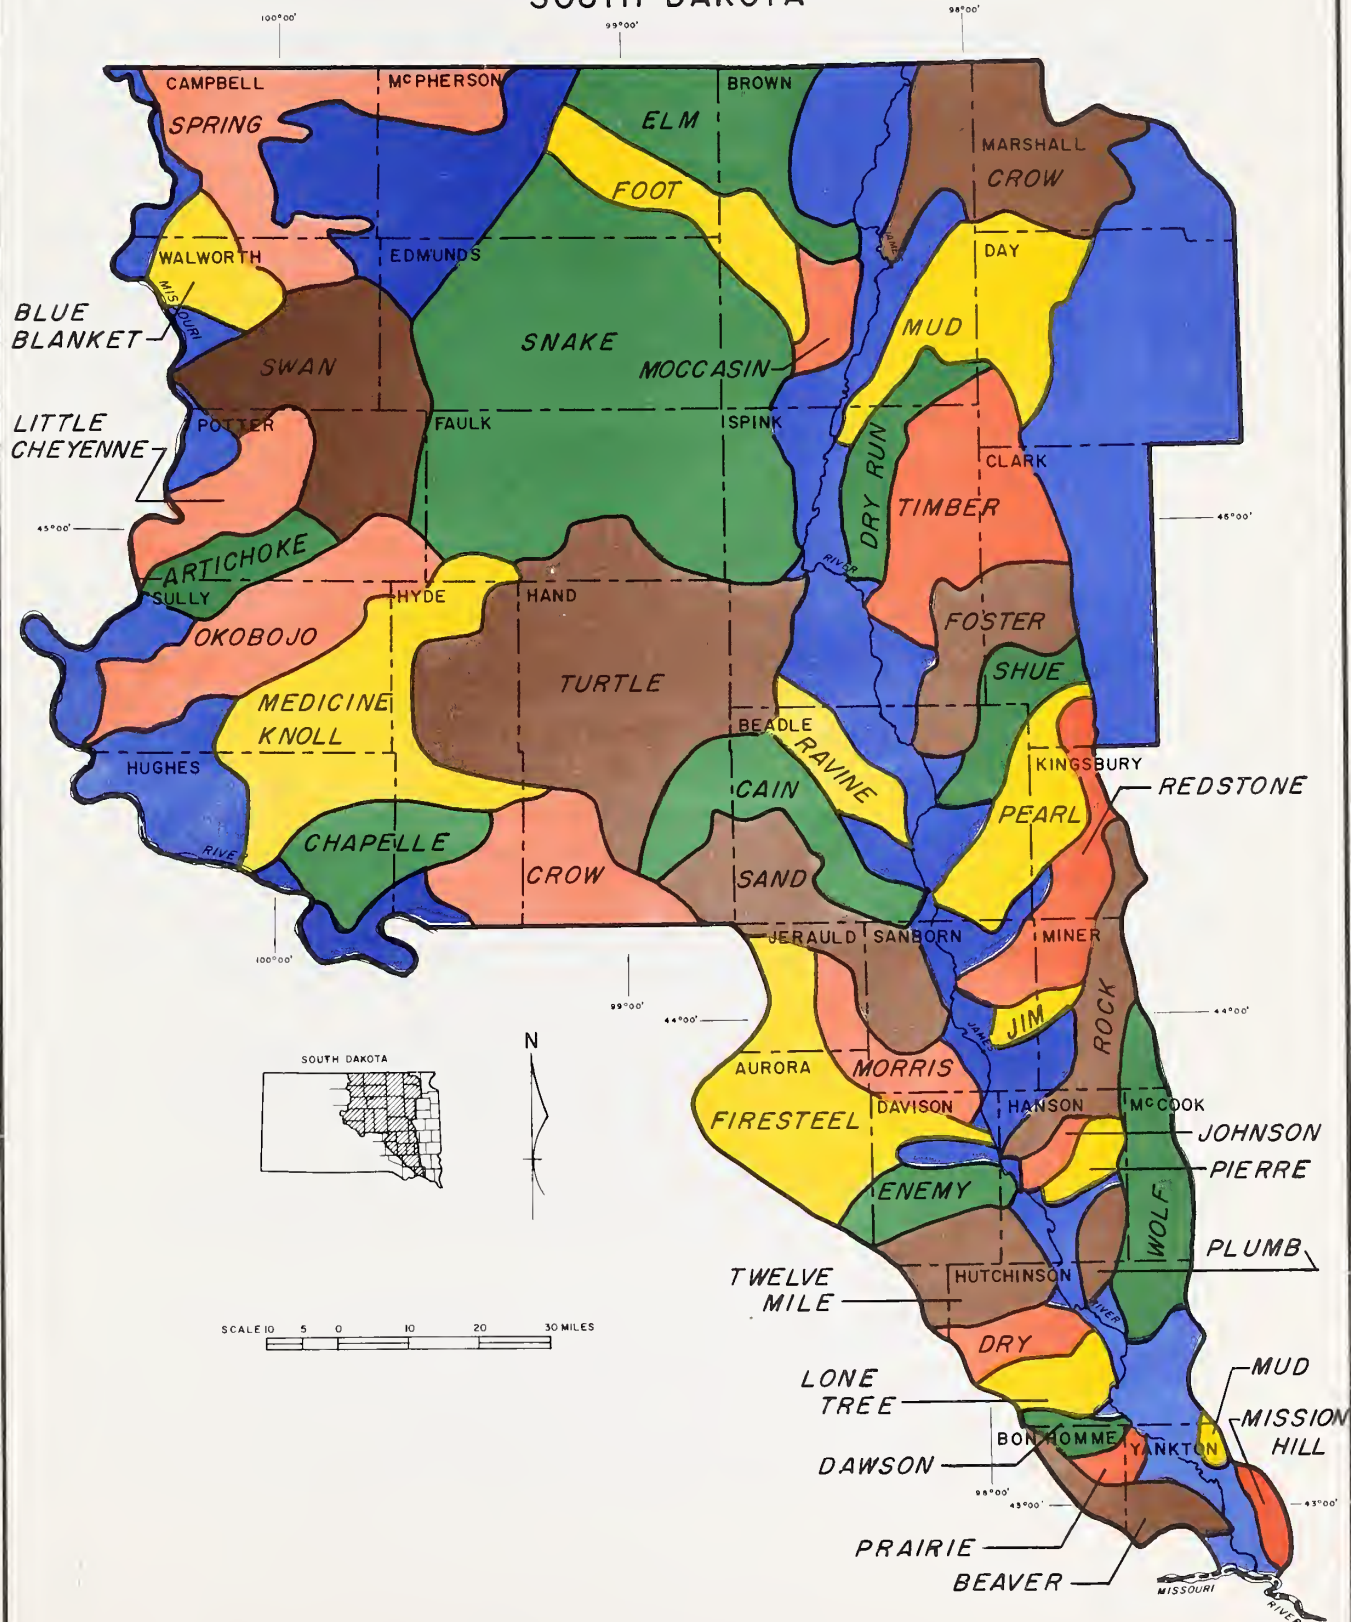 SOUTH DAKOTA
100°00'
99°00'
98°00'
CAMPBELL
McPHERSON
BROWN
SPRING
ELM
MARSHALL
CROW
FOOT
JAMES
WALWORTH
EDMUNDS
DAY
MISSOURI
BLUE
BLANKET
MUD
SNAKE
SWAN
MOCCASIN
LITTLE
CHEYENNE
POTTER
FAULK
SPINK
CLARK
DRY RUN
TIMBER
45°00'
45°00'
ARTICHOKE
RIVER
SULLY
HYDE
HAND
OKOBOJO
FOSTER
SHUE
TURTLE
MEDICINE
KNOLL
BEADLE
RAVINE
HUGHES
KINGSBURY
REDSTONE
CAIN
PEARL
CHAPELLE
RIVER
CROW
SAND
JERAULD
SANBORN
MINER
100°00'
99°00'
44°00'
44°00'
ROCK
JIM
JAMES
N
SOUTH DAKOTA
AURORA
MORRIS
FIRESTEEL
DAVISON
HANSON
McCOOK
JOHNSON
PIERRE
ENEMY
WOLF
PLUMB
TWELVE
MILE
HUTCHINSON
RIVER
SCALE 10 5 0 10 20 30 MILES
DRY
LONE
TREE
MUD
MISSION
HILL
BON HOMME
YANKTON
DAWSON
98°00'
43°00'
43°00'
PRAIRIE
BEAVER
MISSOURI
RIVER